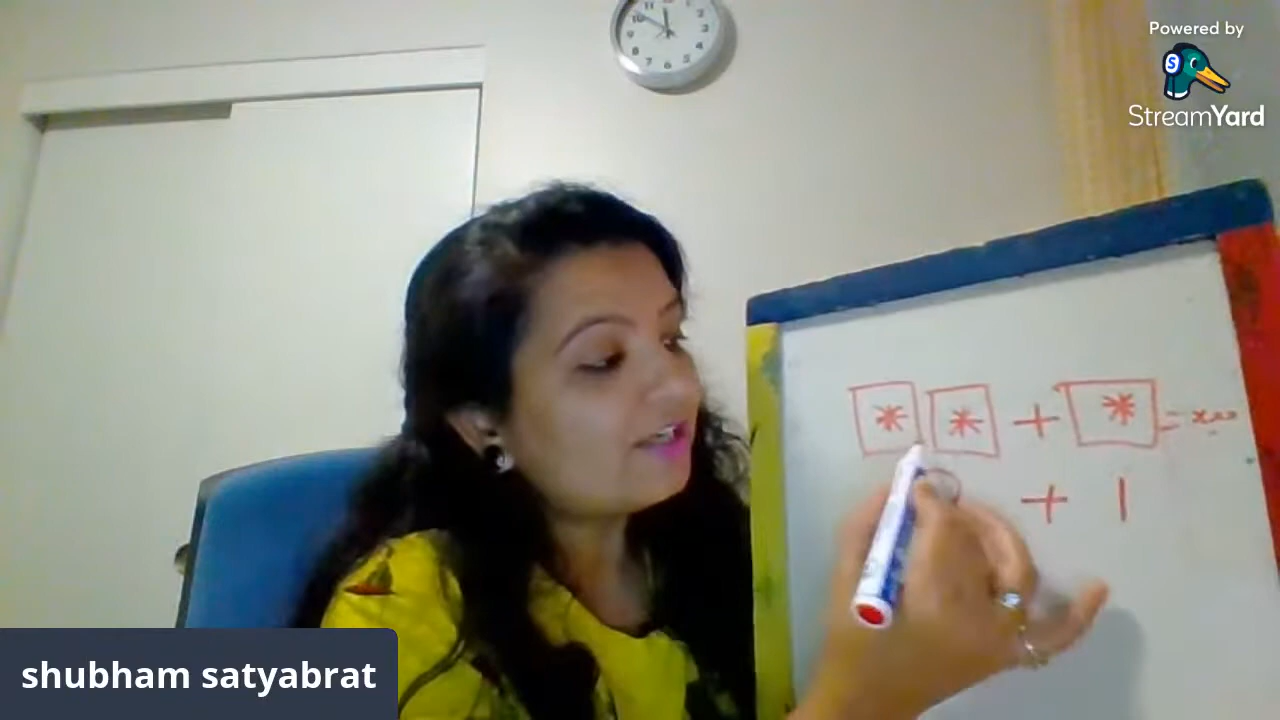 Powered by
StreamYard
* * + * =
+ 1
shubham satyabrat